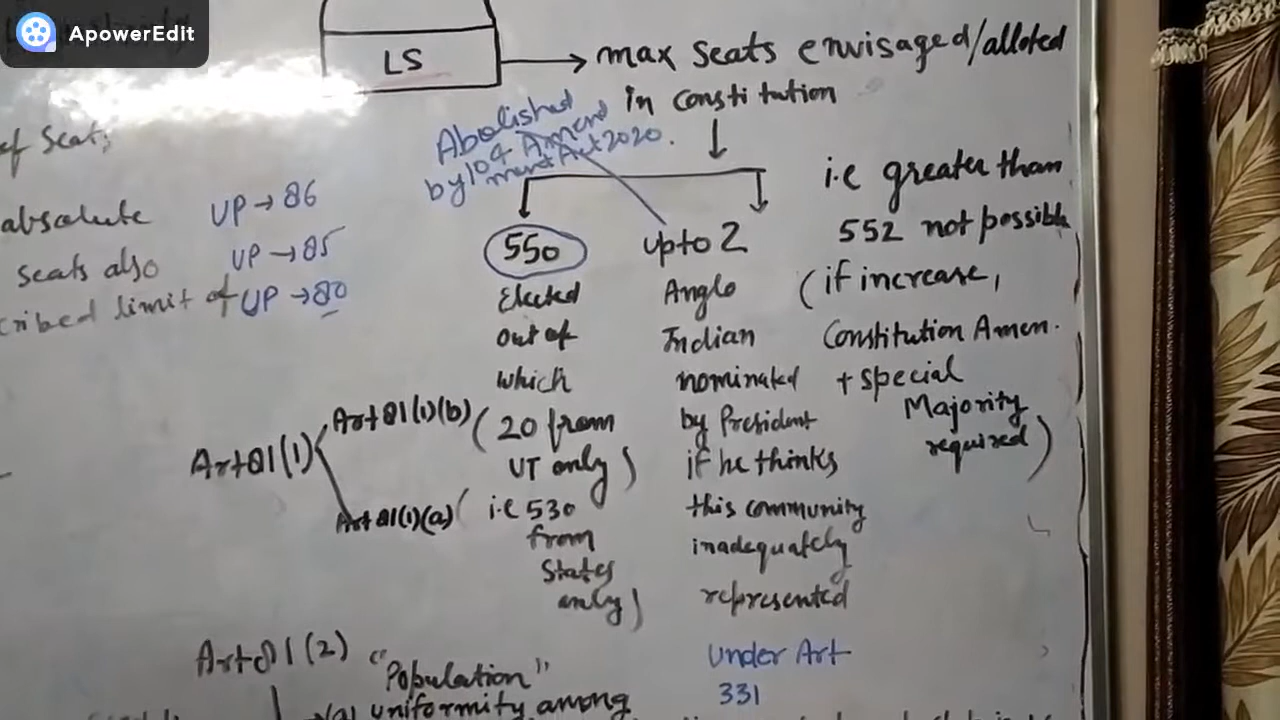 ApowerEdit
LS
max seats envisaged/alloted
in constitution
Abolished
by 104 Amend
ment Act 2020.
of Seats
absolute
seats also
cribed limit of
UP → 86
UP → 85
UP → 80
i.e greater than
552 not possible
(if increase,
Constitution Amen.
+ special
Majority
required)
550
Elected
out of
which
(20 from
UT only)
i.e 530
from
States
only)
upto 2
Anglo
Indian
nominated
by President
if he thinks
this community
inadequately
represented
under Art
331
Art 81(1)
Art 81(1)(b)
Art 81(1)(a)
Art 81(2)
"Population"
(a) uniformity among